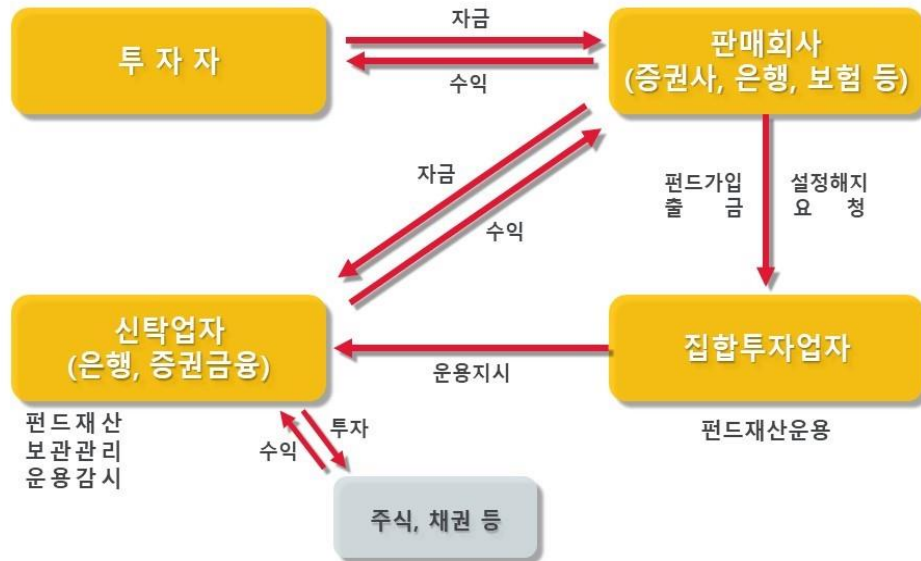 자금
투 자 자
수익
판매회사
(증권사, 은행, 보험 등)
자금
수익
펀드가입 설정해지
출 금 요 청
신탁업자
(은행, 증권금융)
운용지시
집합투자업자
펀드재산
보관관리
운용감시
수익
투자
펀드재산운용
주식, 채권 등